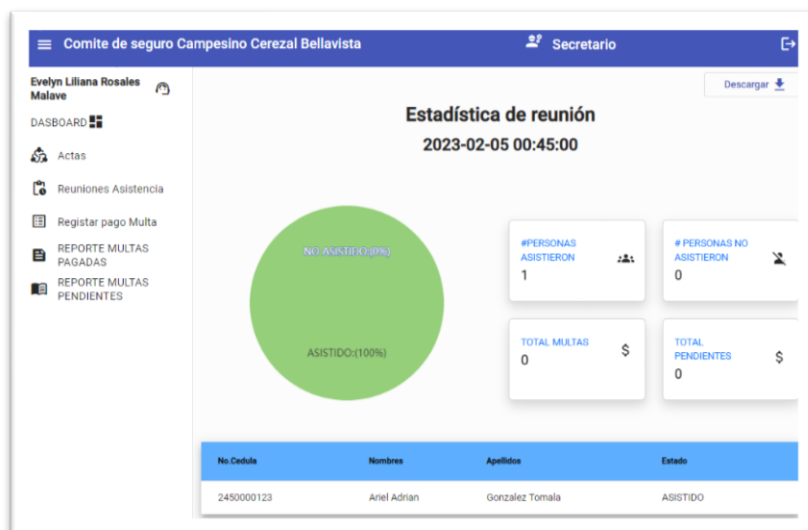 Comite de seguro Campesino Cerezal Bellavista
Secretario
Evelyn Liliana Rosales
Malave
DASBOARD
Actas
Reuniones Asistencia
Registar pago Multa
REPORTE MULTAS
PAGADAS
REPORTE MULTAS
PENDIENTES
Descargar
Estadística de reunión
2023-02-05 00:45:00
NO ASISTIDO:(0%)
ASISTIDO:(100%)
#PERSONAS
ASISTIERON
1
# PERSONAS NO
ASISTIERON
0
TOTAL MULTAS
0
$
TOTAL
PENDIENTES
0
$
No.Cedula Nombres Apellidos Estado
2450000123 Ariel Adrian Gonzalez Tomala ASISTIDO